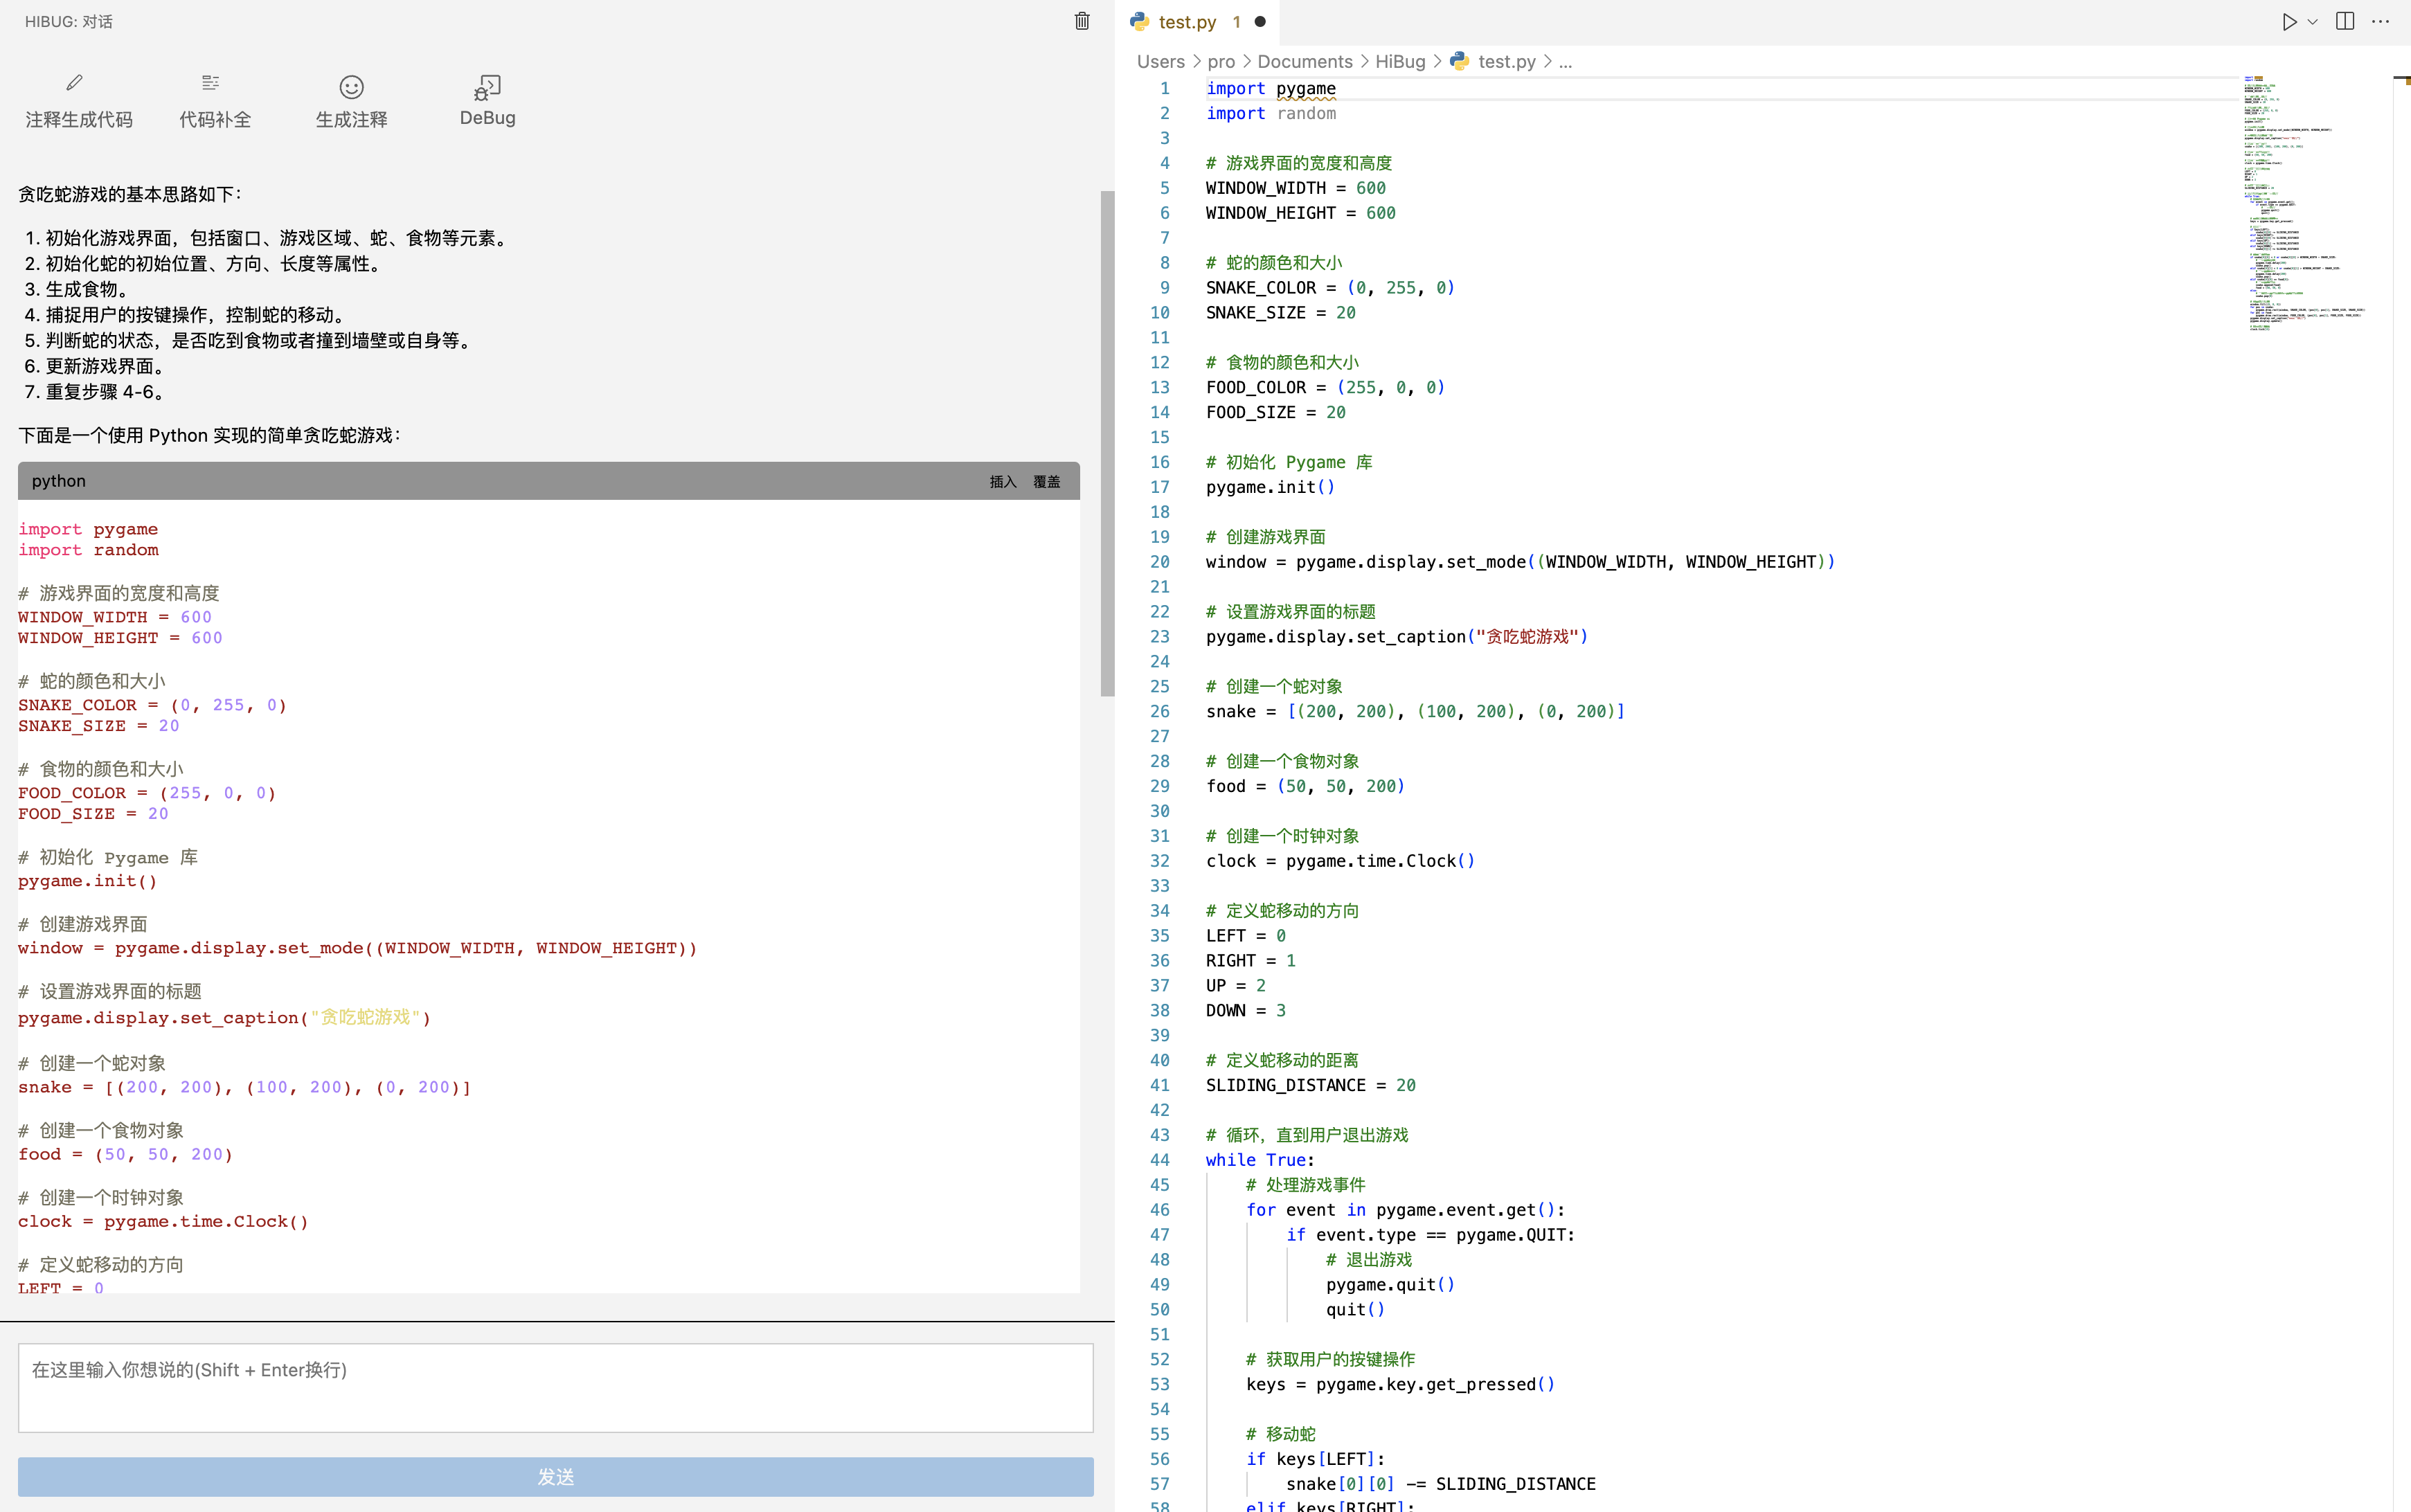 HIBUG: 对话
注释生成代码
代码补全
生成注释
DeBug
贪吃蛇游戏的基本思路如下：
1. 初始化游戏界面，包括窗口、游戏区域、蛇、食物等元素。
2. 初始化蛇的初始位置、方向、长度等属性。
3. 生成食物。
4. 捕捉用户的按键操作，控制蛇的移动。
5. 判断蛇的状态，是否吃到食物或者撞到墙壁或自身等。
6. 更新游戏界面。
7. 重复步骤 4-6。
下面是一个使用 Python 实现的简单贪吃蛇游戏：
python 插入 覆盖
import pygame
import random
# 游戏界面的宽度和高度
WINDOW_WIDTH = 600
WINDOW_HEIGHT = 600
# 蛇的颜色和大小
SNAKE_COLOR = (0, 255, 0)
SNAKE_SIZE = 20
# 食物的颜色和大小
FOOD_COLOR = (255, 0, 0)
FOOD_SIZE = 20
# 初始化 Pygame 库
pygame.init()
# 创建游戏界面
window = pygame.display.set_mode((WINDOW_WIDTH, WINDOW_HEIGHT))
# 设置游戏界面的标题
pygame.display.set_caption("贪吃蛇游戏")
# 创建一个蛇对象
snake = [(200, 200), (100, 200), (0, 200)]
# 创建一个食物对象
food = (50, 50, 200)
# 创建一个时钟对象
clock = pygame.time.Clock()
# 定义蛇移动的方向
LEFT = 0
在这里输入你想说的(Shift + Enter换行)
发送
test.py 1
Users > pro > Documents > HiBug > test.py > ...
1 import pygame
2 import random
3
4 # 游戏界面的宽度和高度
5 WINDOW_WIDTH = 600
6 WINDOW_HEIGHT = 600
7
8 # 蛇的颜色和大小
9 SNAKE_COLOR = (0, 255, 0)
10 SNAKE_SIZE = 20
11
12 # 食物的颜色和大小
13 FOOD_COLOR = (255, 0, 0)
14 FOOD_SIZE = 20
15
16 # 初始化 Pygame 库
17 pygame.init()
18
19 # 创建游戏界面
20 window = pygame.display.set_mode((WINDOW_WIDTH, WINDOW_HEIGHT))
21
22 # 设置游戏界面的标题
23 pygame.display.set_caption("贪吃蛇游戏")
24
25 # 创建一个蛇对象
26 snake = [(200, 200), (100, 200), (0, 200)]
27
28 # 创建一个食物对象
29 food = (50, 50, 200)
30
31 # 创建一个时钟对象
32 clock = pygame.time.Clock()
33
34 # 定义蛇移动的方向
35 LEFT = 0
36 RIGHT = 1
37 UP = 2
38 DOWN = 3
39
40 # 定义蛇移动的距离
41 SLIDING_DISTANCE = 20
42
43 # 循环，直到用户退出游戏
44 while True:
45 # 处理游戏事件
46 for event in pygame.event.get():
47 if event.type == pygame.QUIT:
48 # 退出游戏
49 pygame.quit()
50 quit()
51
52 # 获取用户的按键操作
53 keys = pygame.key.get_pressed()
54
55 # 移动蛇
56 if keys[LEFT]:
57 snake[0][0] -= SLIDING_DISTANCE
58 elif keys[RIGHT]: